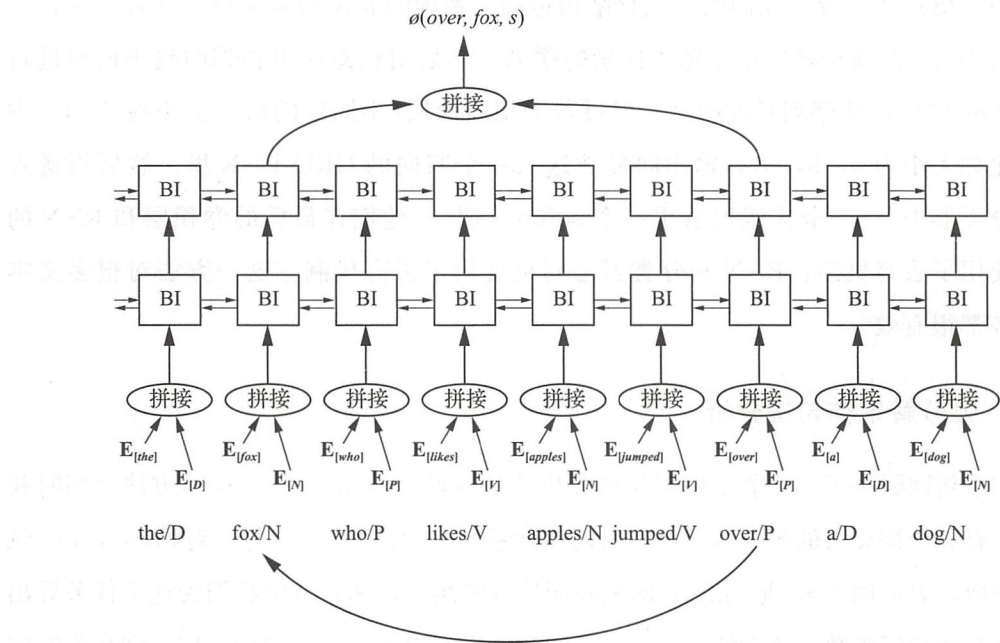 ø(over, fox, s)
拼接
BI BI BI BI BI BI BI BI BI
BI BI BI BI BI BI BI BI BI
拼接 拼接 拼接 拼接 拼接 拼接 拼接 拼接 拼接
E[the] E[fox] E[who] E[likes] E[apples] E[jumped] E[over] E[a] E[dog]
E[D] E[N] E[P] E[V] E[N] E[V] E[P] E[D] E[N]
the/D fox/N who/P likes/V apples/N jumped/V over/P a/D dog/N